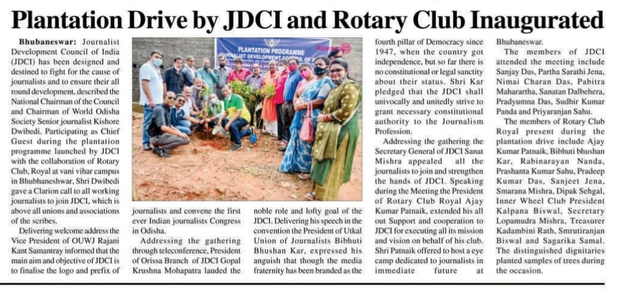 Plantation Drive by JDCI and Rotary Club Inaugurated
Bhubaneswar: Journalist
Development Council of India
(JDCI) has been designed and
destined to fight for the cause of
journalists and to ensure their all
round development, described the
National Chairman of the Council
and Chairman of World Odisha
Society Senior journalist Kishore
Dwibedi. Participating as Chief
Guest during the plantation
programme launched by JDCI
with the collaboration of Rotary
Club, Royal at vani vihar campus
in Bhubhaneshwar, Shri Dwibedi
gave a Clarion call to all working
journalists to join JDCI, which is
above all unions and associations
of the scribes.
Delivering welcome address the
Vice President of OUWJ Rajani
Kant Samantray informed that the
main aim and objective of JDCI is
to finalise the logo and prefix of
PLANTATION PROGRAMME
journalists and convene the first
ever Indian journalists Congress
in Odisha.
Addressing the gathering
through teleconference, President
of Orissa Branch of JDCI Gopal
Krushna Mohapatra lauded the
noble role and lofty goal of the
JDCI. Delivering his speech in the
convention the President of Utkal
Union of Journalists Bibhuti
Bhushan Kar, expressed his
anguish that though the media
fraternity has been branded as the
fourth pillar of Democracy since
1947, when the country got
independence, but so far there is
no constitutional or legal sanctity
about their status. Shri Kar
pledged that the JDCI shall
univocally and unitedly strive to
grant necessary constitutional
authority to the Journalism
Profession.
Addressing the gathering the
Secretary General of JDCI Sanat
Mishra appealed all the
journalists to join and strengthen
the hands of JDCI. Speaking
during the Meeting the President
of Rotary Club Royal Ajay
Kumar Patnaik, extended his all
out Support and cooperation to
JDCI for executing all its mission
and vision on behalf of his club.
Shri Patnaik offered to host a eye
camp dedicated to journalists in
immediate future at
Bhubaneswar.
The members of JDCI
attended the meeting include
Sanjay Das, Partha Sarathi Jena,
Nimai Charan Das, Pabitra
Maharartha, Sanatan Dalbehera,
Pradyumna Das, Sudhir Kumar
Panda and Priyaranjan Sahu.
The members of Rotary Club
Royal present during the
plantation drive include Ajay
Kumar Patnaik, Bibhuti bhushan
Kar, Rabinarayan Nanda,
Prashanta Kumar Sahu, Pradeep
Kumar Das, Sanjeet Jena,
Smarana Mishra, Dipak Sehgal,
Inner Wheel Club President
Kalpana Biswal, Secretary
Lopamudra Mishra, Treasurer
Kadambini Rath, Smrutiranjan
Biswal and Sagarika Samal.
The distinguished dignitaries
planted samples of trees during
the occasion.